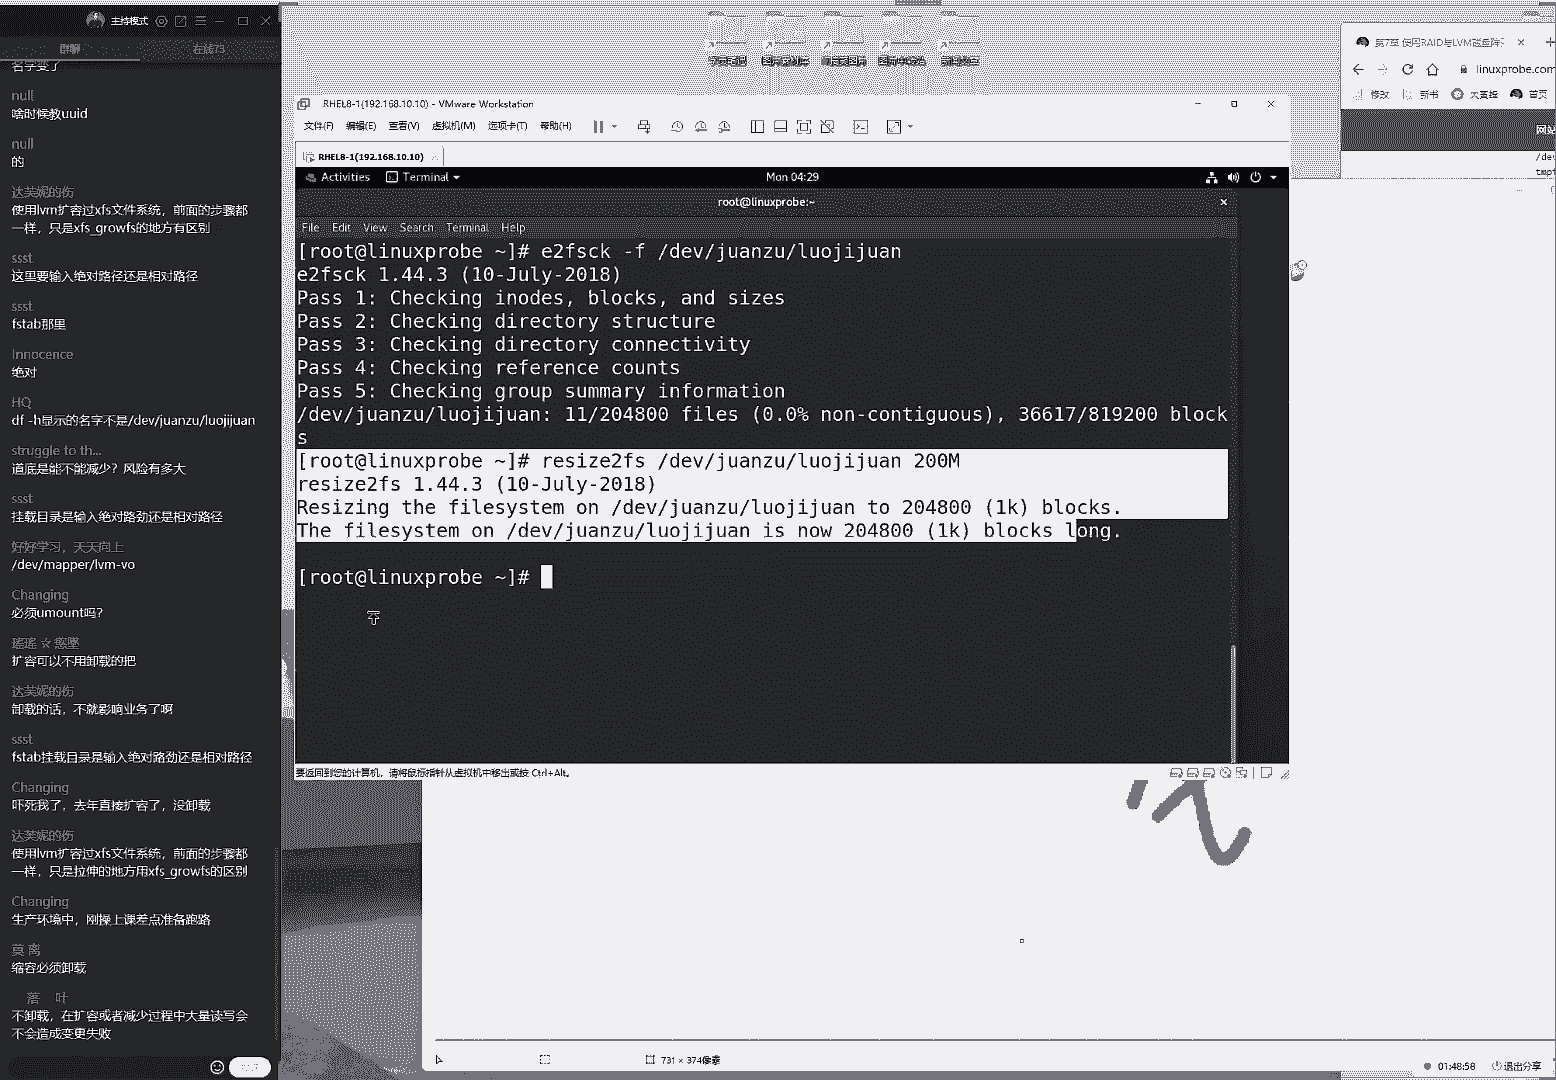 主持模式
群聊
在线73
名字变了
null
啥时候教uuid
null
的
达芙妮的伤
使用lvm扩容过xfs文件系统，前面的步骤都
一样，只是xfs_growfs的地方有区别
ssst
这里要输入绝对路径还是相对路径
ssst
fstab那里
Innocence
绝对
HQ
df -h显示的名字不是/dev/juanzu/luojijuan
struggle to th...
道底是能不能减少？风险有多大
ssst
挂载目录是输入绝对路劲还是相对路径
好好学习，天天向上
/dev/mapper/lvm-vo
Changing
必须umount吗?
瑤瑤 ☆ 慾墜
扩容可以不用卸载的把
达芙妮的伤
卸载的话，不就影响业务了啊
ssst
fstab挂载目录是输入绝对路劲还是相对路径
Changing
吓死我了，去年直接扩容了，没卸载
达芙妮的伤
使用lvm扩容过xfs文件系统，前面的步骤都
一样，只是拉伸的地方用xfs_growfs的区别
Changing
生产环境中，刚操上课差点准备跑路
莫 离
缩容必须卸载
落 叶
不卸载，在扩容或者减少过程中大量读写会
不会造成变更失败
RHEL8-1(192.168.10.10) - VMware Workstation
文件(F) 编辑(E) 查看(V) 虚拟机(M) 选项卡(T) 帮助(H)
RHEL8-1(192.168.10.10)
Activities Terminal Mon 04:29
root@linuxprobe:~
File Edit View Search Terminal Help
[root@linuxprobe ~]# e2fsck -f /dev/juanzu/luojijuan
e2fsck 1.44.3 (10-July-2018)
Pass 1: Checking inodes, blocks, and sizes
Pass 2: Checking directory structure
Pass 3: Checking directory connectivity
Pass 4: Checking reference counts
Pass 5: Checking group summary information
/dev/juanzu/luojijuan: 11/204800 files (0.0% non-contiguous), 36617/819200 block
s
[root@linuxprobe ~]# resize2fs /dev/juanzu/luojijuan 200M
resize2fs 1.44.3 (10-July-2018)
Resizing the filesystem on /dev/juanzu/luojijuan to 204800 (1k) blocks.
The filesystem on /dev/juanzu/luojijuan is now 204800 (1k) blocks long.
[root@linuxprobe ~]#
要返回到您的计算机，请将鼠标指针从虚拟机中移出或按 Ctrl+Alt。
第7章 使用RAID与LVM磁盘阵
linuxprobe.com
修改 新书 大黄蜂 首页
网站
/dev
tmpf
731 × 374像素
01:48:58 退出分享